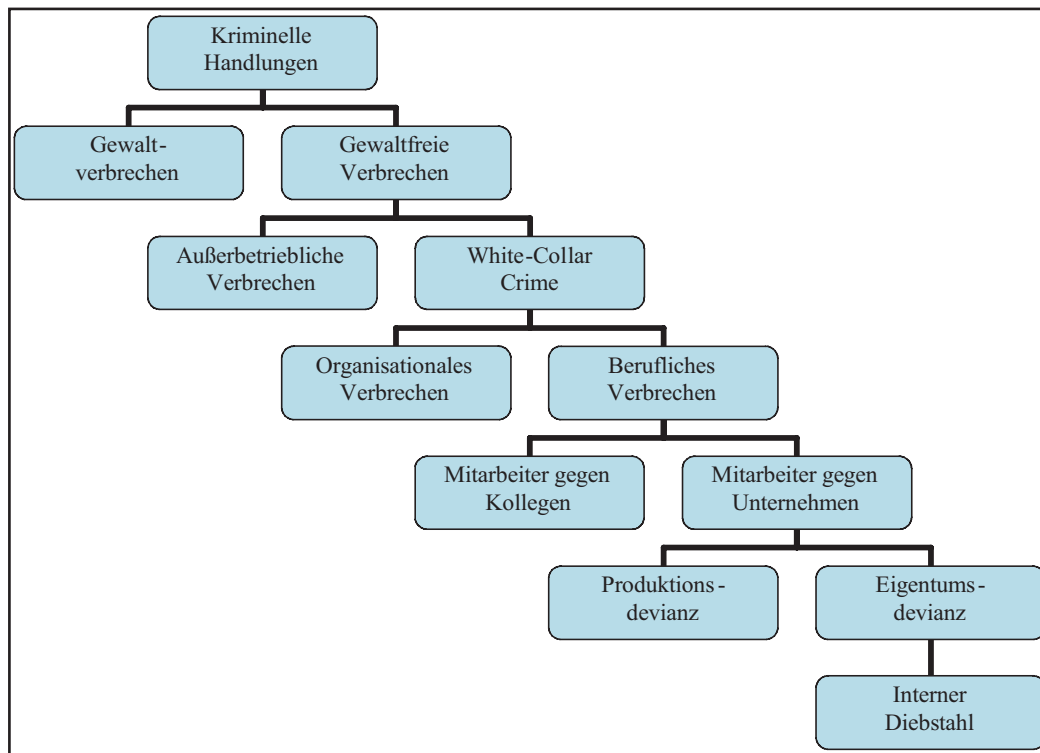 Kriminelle
Handlungen
Gewalt-
verbrechen
Gewaltfreie
Verbrechen
Außerbetriebliche
Verbrechen
White-Collar
Crime
Organisationales
Verbrechen
Berufliches
Verbrechen
Mitarbeiter gegen
Kollegen
Mitarbeiter gegen
Unternehmen
Produktions-
devianz
Eigentums-
devianz
Interner
Diebstahl